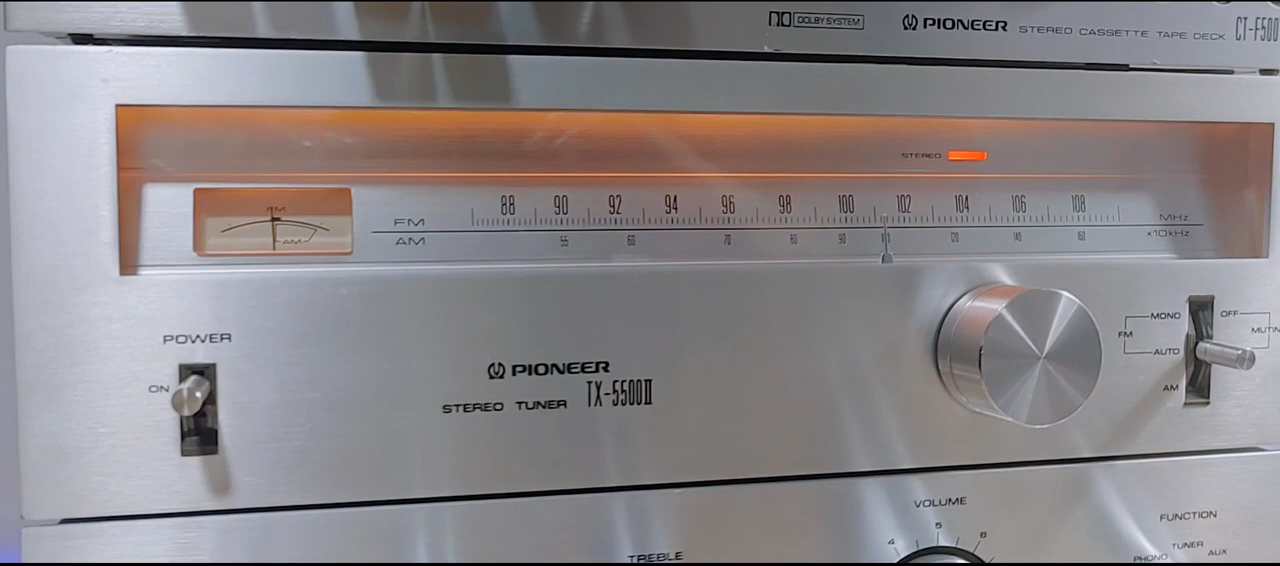 DOLBY SYSTEM
PIONEER STEREO CASSETTE TAPE DECK CT-F500
STEREO
FM 88 90 92 94 96 98 100 102 104 106 108 MHz
AM 55 60 70 80 90 110 120 140 160 x10kHz
FM
AM
POWER
ON
PIONEER
STEREO TUNER TX-5500II
MONO OFF
FM MUTIN
AUTO
AM
VOLUME
4 5 6
TREBLE
FUNCTION
PHONO TUNER AUX